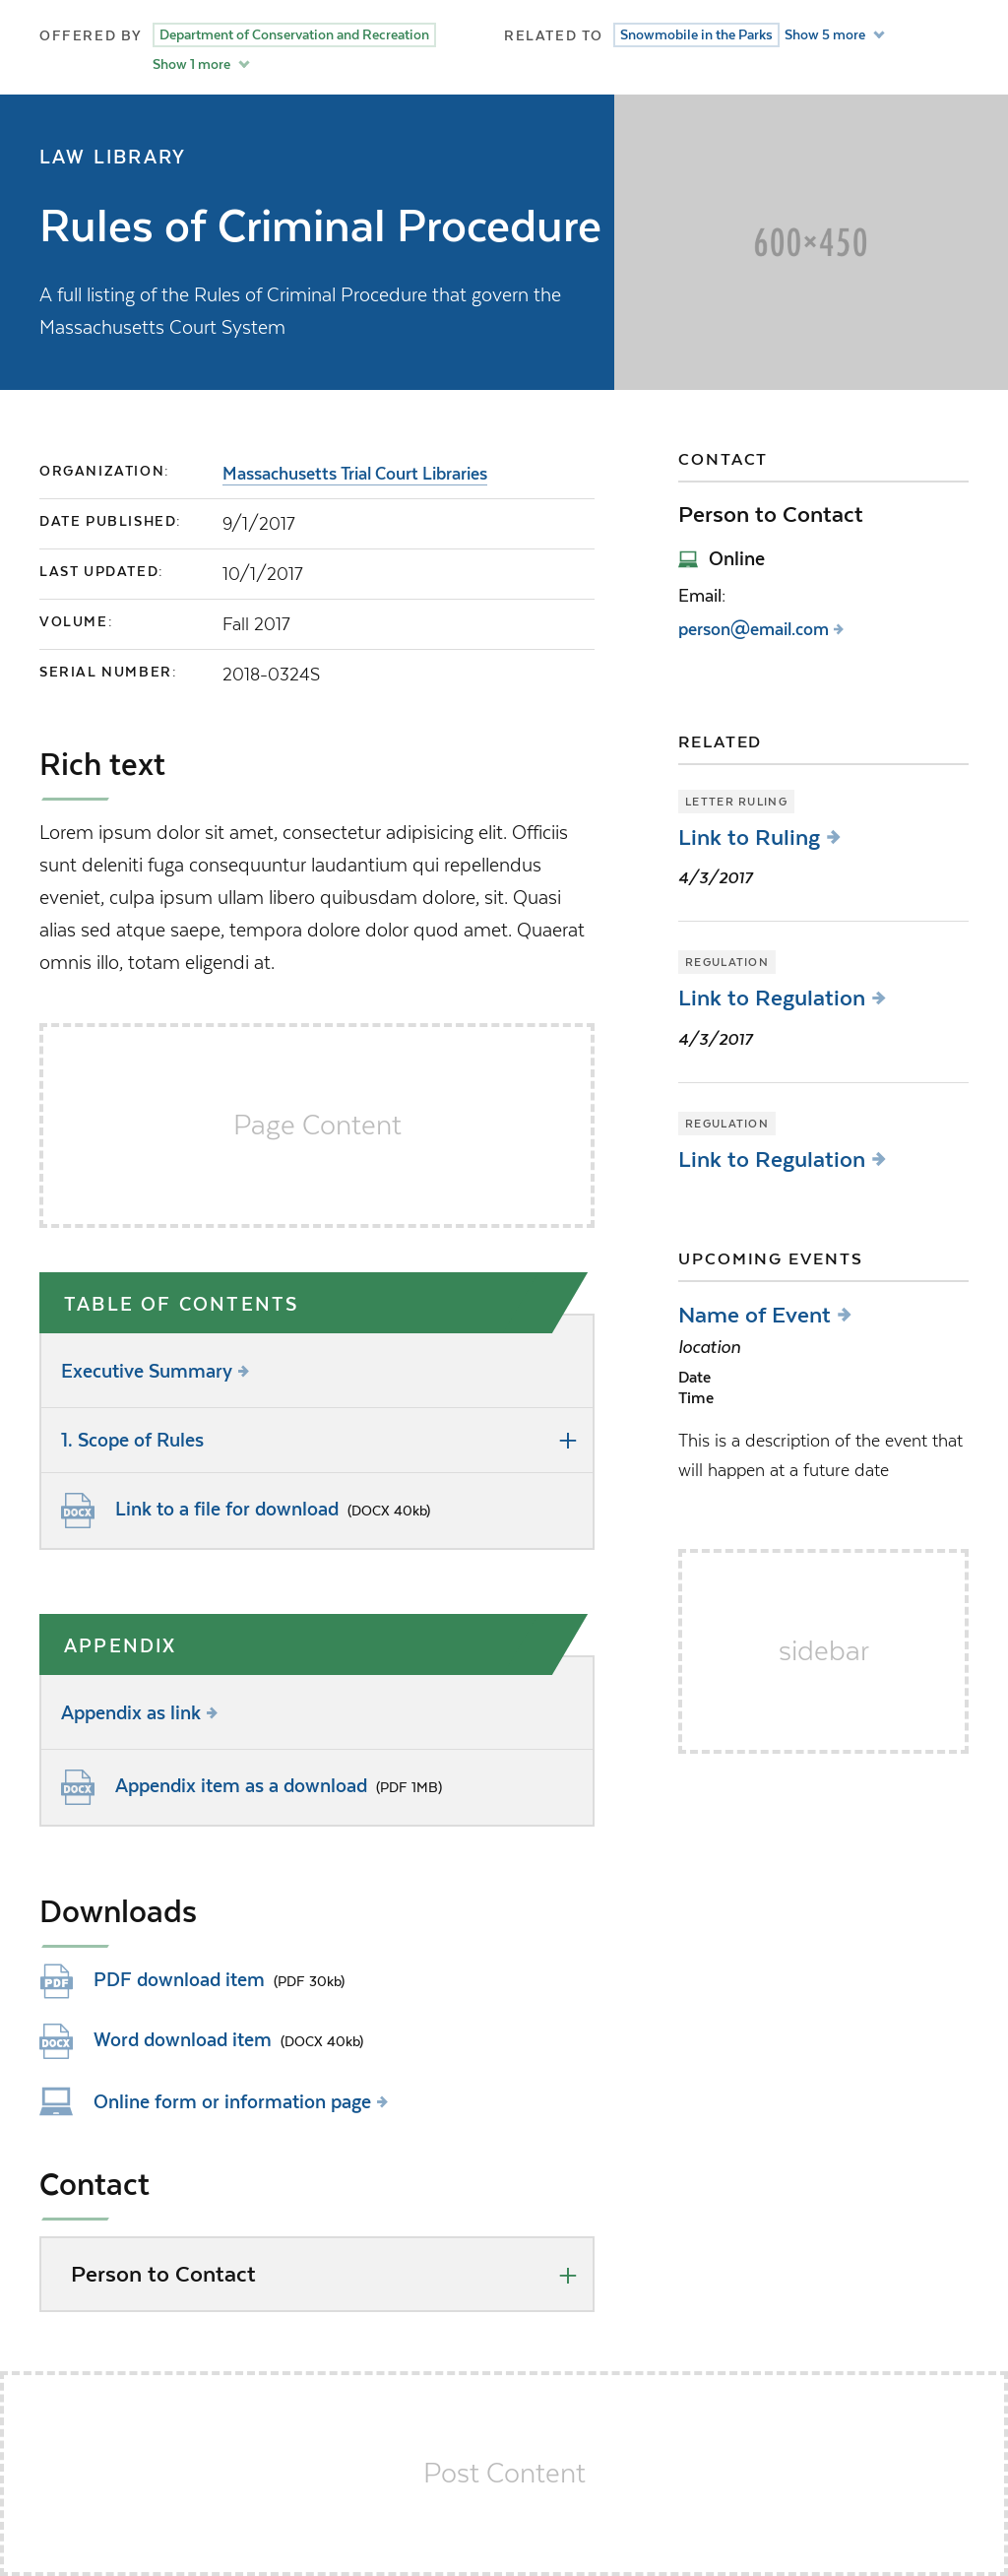 OFFERED BY Department of Conservation and Recreation
Show 1 more
RELATED TO Snowmobile in the Parks Show 5 more
LAW LIBRARY
Rules of Criminal Procedure
A full listing of the Rules of Criminal Procedure that govern the
Massachusetts Court System
600×450
ORGANIZATION: Massachusetts Trial Court Libraries
DATE PUBLISHED: 9/1/2017
LAST UPDATED: 10/1/2017
VOLUME: Fall 2017
SERIAL NUMBER: 2018-0324S
Rich text
Lorem ipsum dolor sit amet, consectetur adipisicing elit. Officiis
sunt deleniti fuga consequuntur laudantium qui repellendus
eveniet, culpa ipsum ullam libero quibusdam dolore, sit. Quasi
alias sed atque saepe, tempora dolore dolor quod amet. Quaerat
omnis illo, totam eligendi at.
Page Content
TABLE OF CONTENTS
Executive Summary
1. Scope of Rules
DOCX Link to a file for download (DOCX 40kb)
APPENDIX
Appendix as link
DOCX Appendix item as a download (PDF 1MB)
Downloads
PDF PDF download item (PDF 30kb)
DOCX Word download item (DOCX 40kb)
Online form or information page
Contact
Person to Contact
CONTACT
Person to Contact
Online
Email:
person@email.com
RELATED
LETTER RULING
Link to Ruling
4/3/2017
REGULATION
Link to Regulation
4/3/2017
REGULATION
Link to Regulation
UPCOMING EVENTS
Name of Event
location
Date
Time
This is a description of the event that
will happen at a future date
sidebar
Post Content